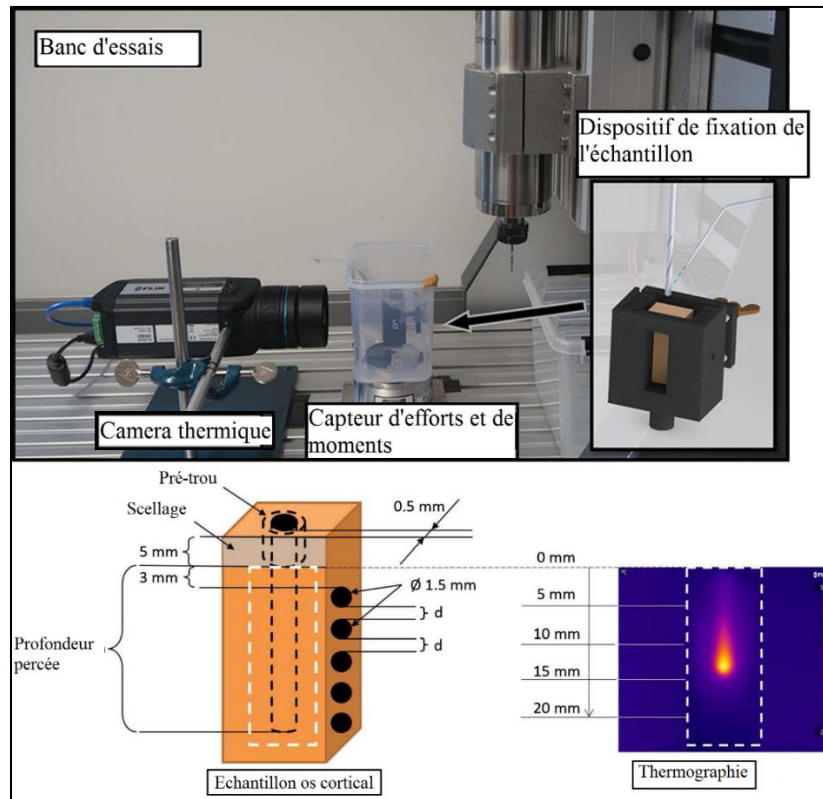 Banc d'essais
Dispositif de fixation de
l'échantillon
FLIR
Camera thermique
Capteur d'efforts et de
moments
Pré-trou
Scellage
0.5 mm
5 mm
3 mm
Ø 1.5 mm
d
d
Profondeur
percée
Echantillon os cortical
0 mm
5 mm
10 mm
15 mm
20 mm
Thermographie